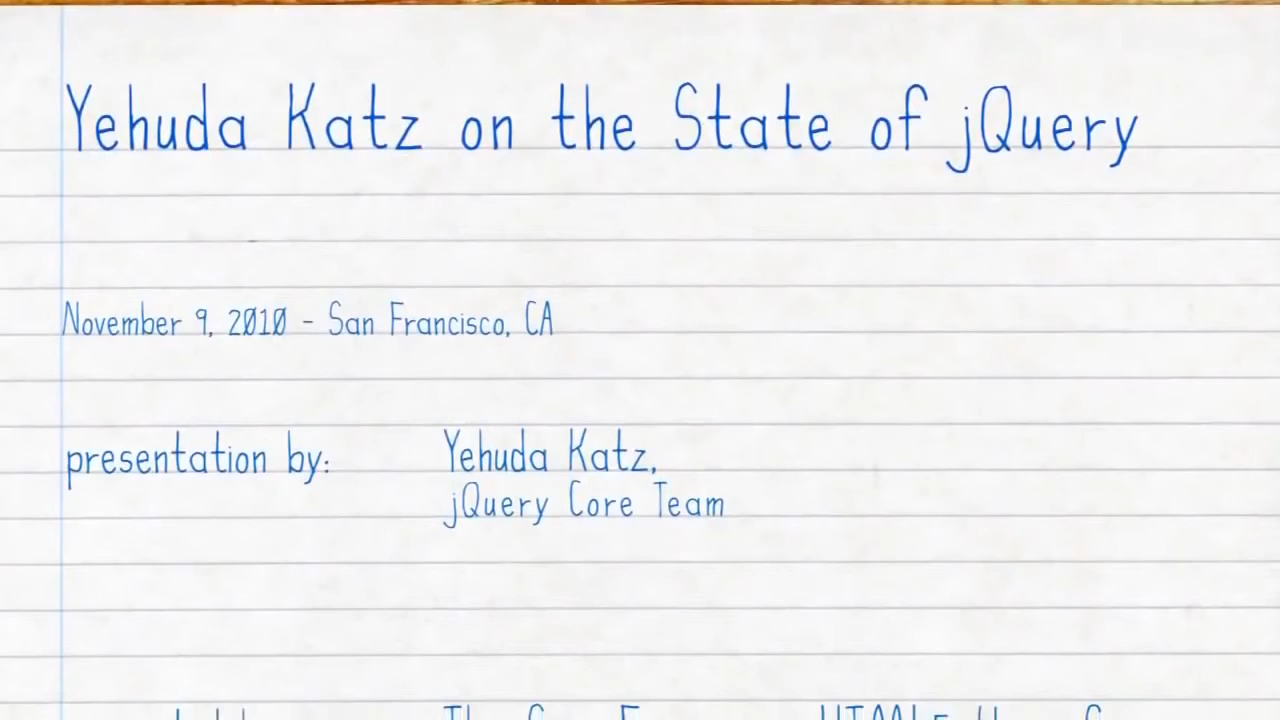 Yehuda Katz on the State of jQuery
November 9, 2010 - San Francisco, CA
presentation by: Yehuda Katz,
jQuery Core Team